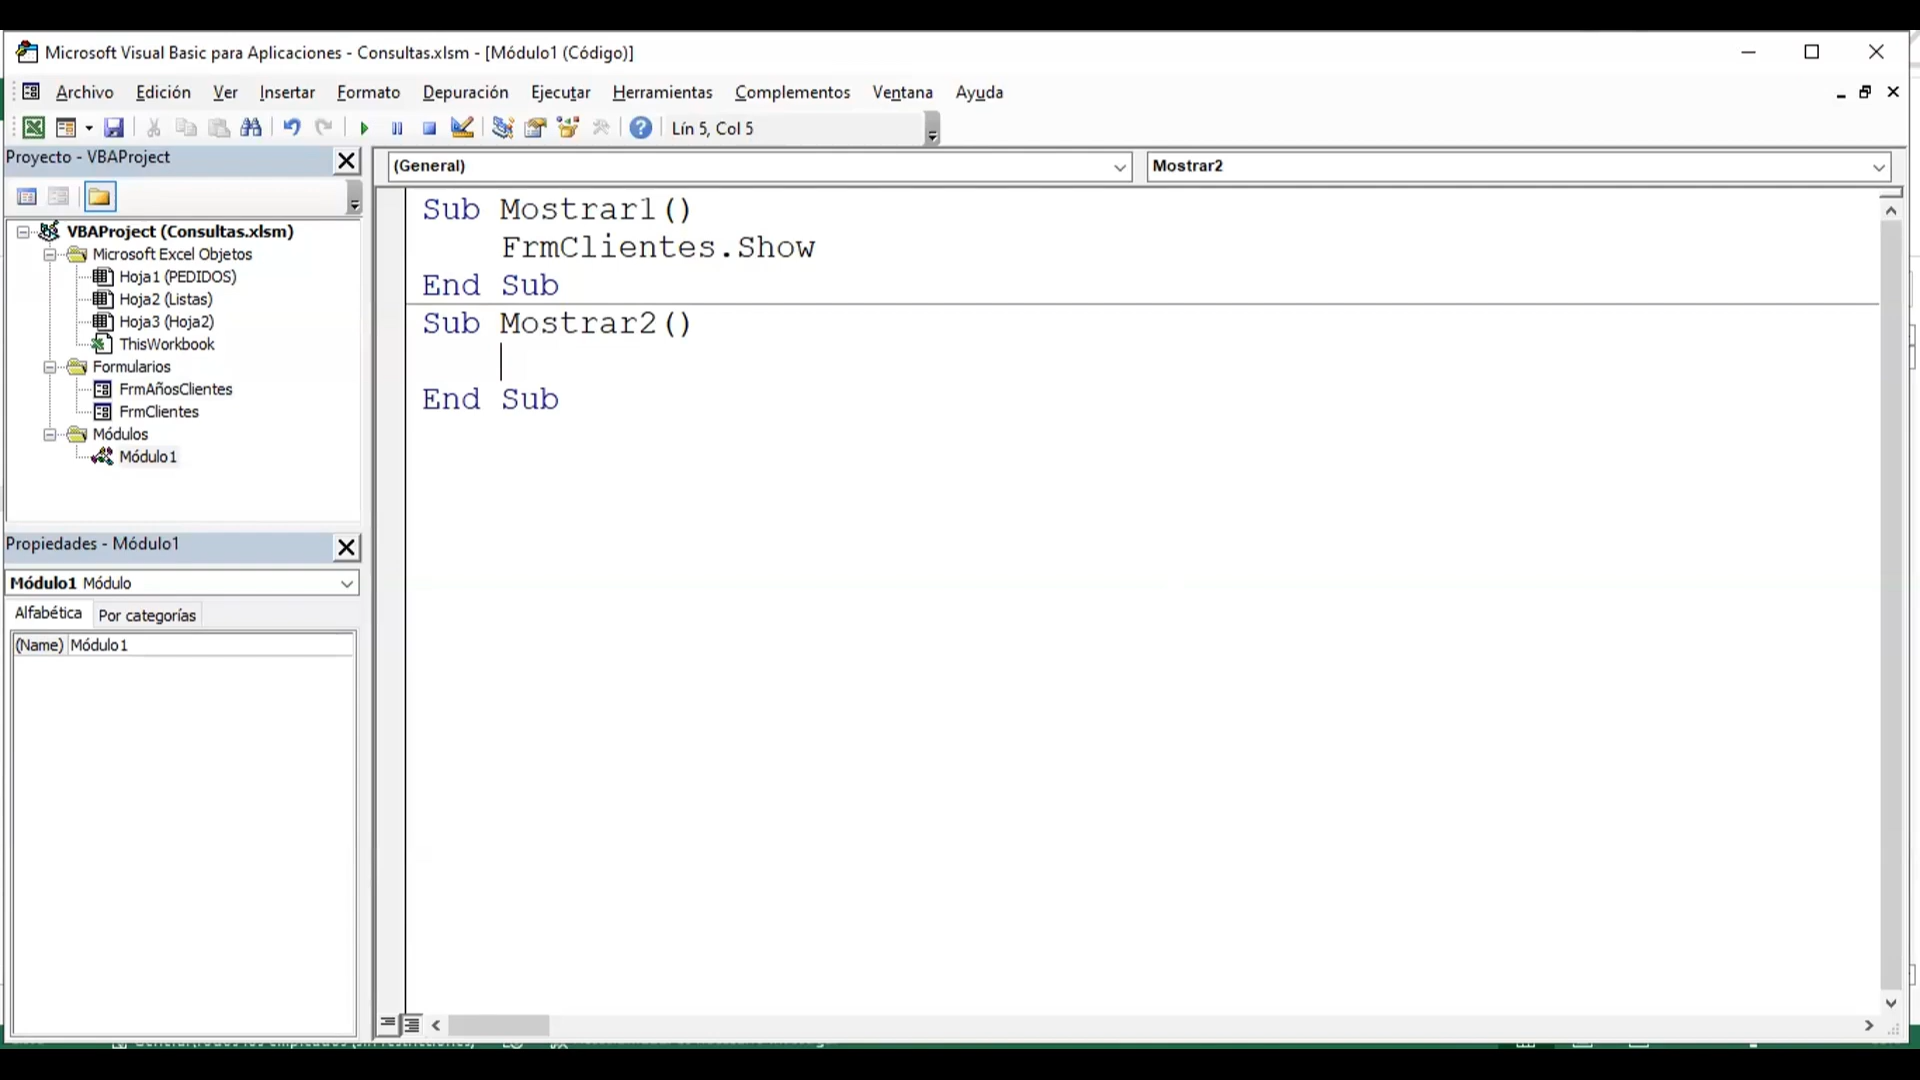 Microsoft Visual Basic para Aplicaciones - Consultas.xlsm - [Módulo1 (Código)]
Archivo Edición Ver Insertar Formato Depuración Ejecutar Herramientas Complementos Ventana Ayuda
Lín 5, Col 5
Proyecto - VBAProject
VBAProject (Consultas.xlsm)
Microsoft Excel Objetos
Hoja1 (PEDIDOS)
Hoja2 (Listas)
Hoja3 (Hoja2)
ThisWorkbook
Formularios
FrmAñosClientes
FrmClientes
Módulos
Módulo1
Propiedades - Módulo1
Módulo1 Módulo
Alfabética Por categorías
(Name) Módulo1
(General) Mostrar2
Sub Mostrar1()
FrmClientes.Show
End Sub
Sub Mostrar2()
End Sub